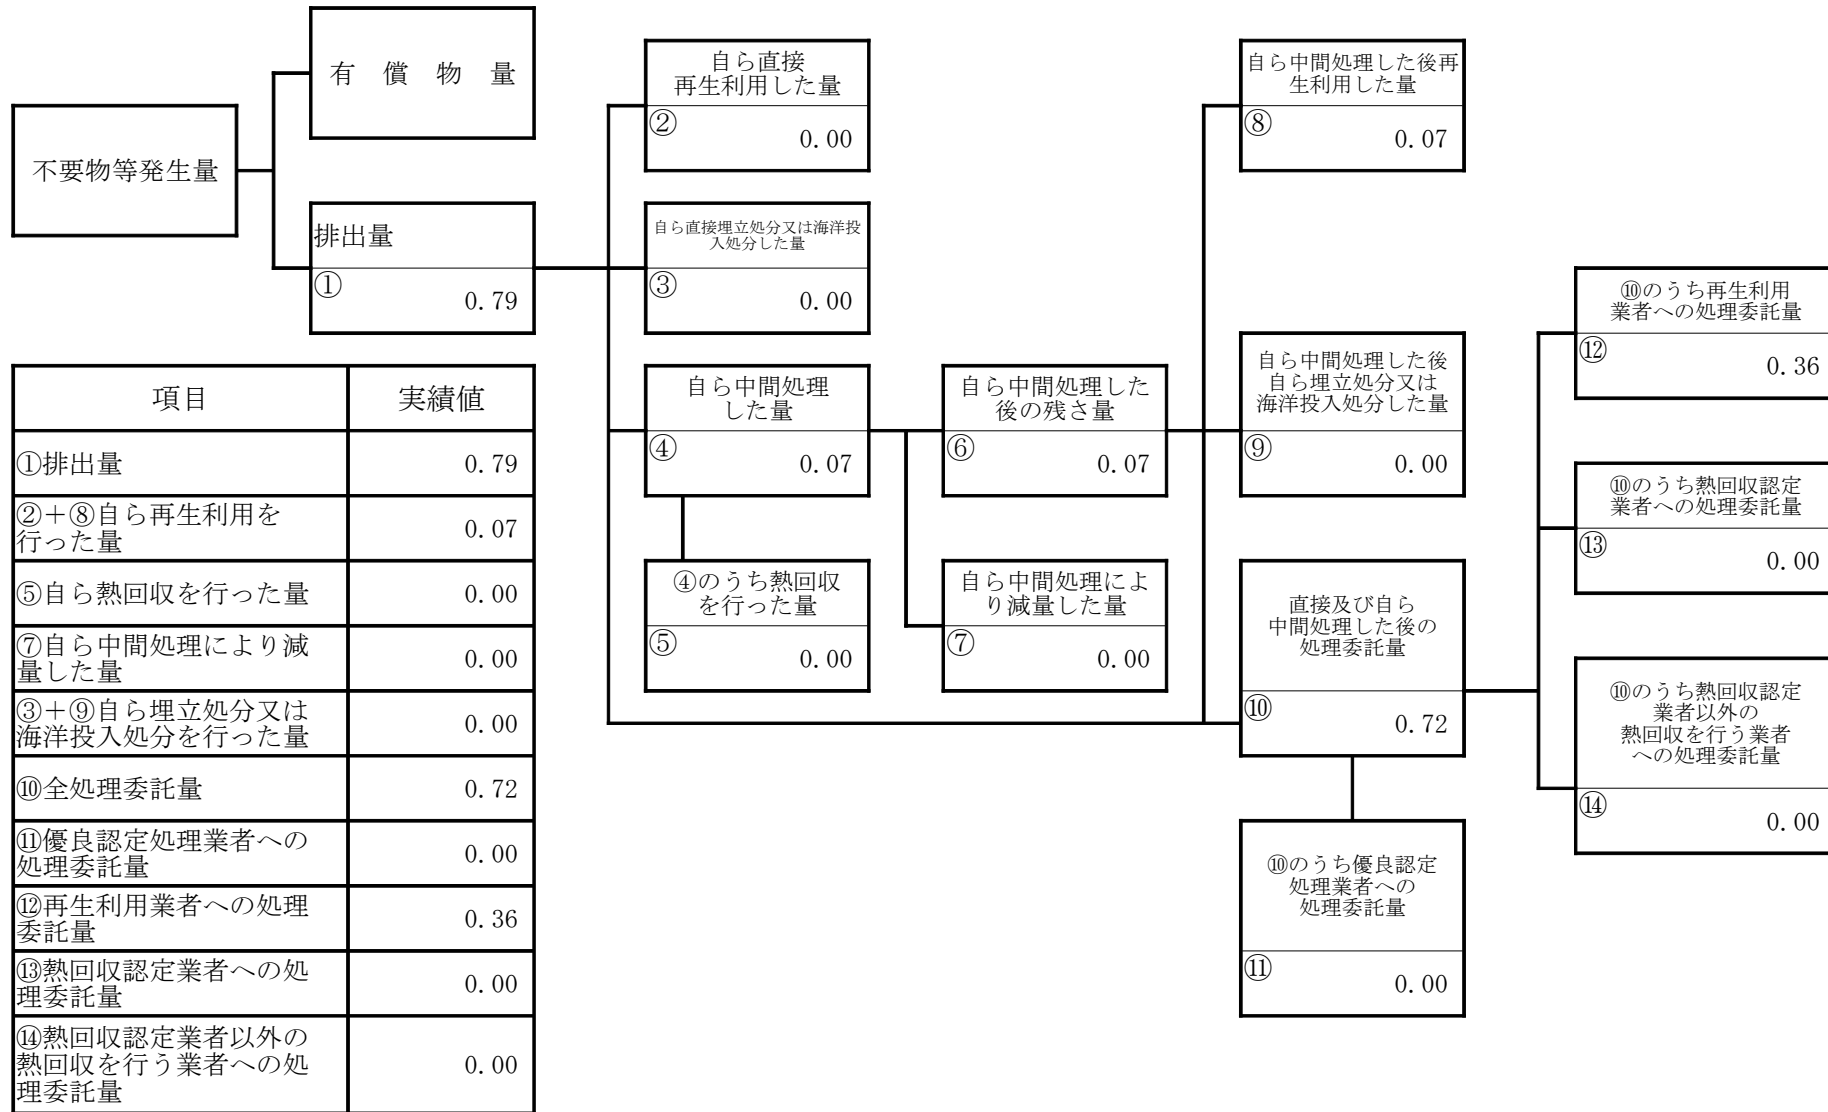 有　償　物　量
不要物等発生量
排出量
①
0.79
自ら直接
再生利用した量
②
0.00
自ら直接埋立処分又は海洋投
入処分した量
③
0.00
自ら中間処理
した量
④
0.07
④のうち熱回収
を行った量
⑤
0.00
自ら中間処理した
後の残さ量
⑥
0.07
自ら中間処理によ
り減量した量
⑦
0.00
自ら中間処理した後再
生利用した量
⑧
0.07
自ら中間処理した後
自ら埋立処分又は
海洋投入処分した量
⑨
0.00
直接及び自ら
中間処理した後の
処理委託量
⑩
0.72
⑩のうち優良認定
処理業者への
処理委託量
⑪
0.00
⑩のうち再生利用
業者への処理委託量
⑫
0.36
⑩のうち熱回収認定
業者への処理委託量
⑬
0.00
⑩のうち熱回収認定
業者以外の
熱回収を行う業者
への処理委託量
⑭
0.00
項目 実績値
①排出量 0.79
②＋⑧自ら再生利用を
行った量 0.07
⑤自ら熱回収を行った量 0.00
⑦自ら中間処理により減
量した量 0.00
③＋⑨自ら埋立処分又は
海洋投入処分を行った量 0.00
⑩全処理委託量 0.72
⑪優良認定処理業者への
処理委託量 0.00
⑫再生利用業者への処理
委託量 0.36
⑬熱回収認定業者への処
理委託量 0.00
⑭熱回収認定業者以外の
熱回収を行う業者への処
理委託量 0.00